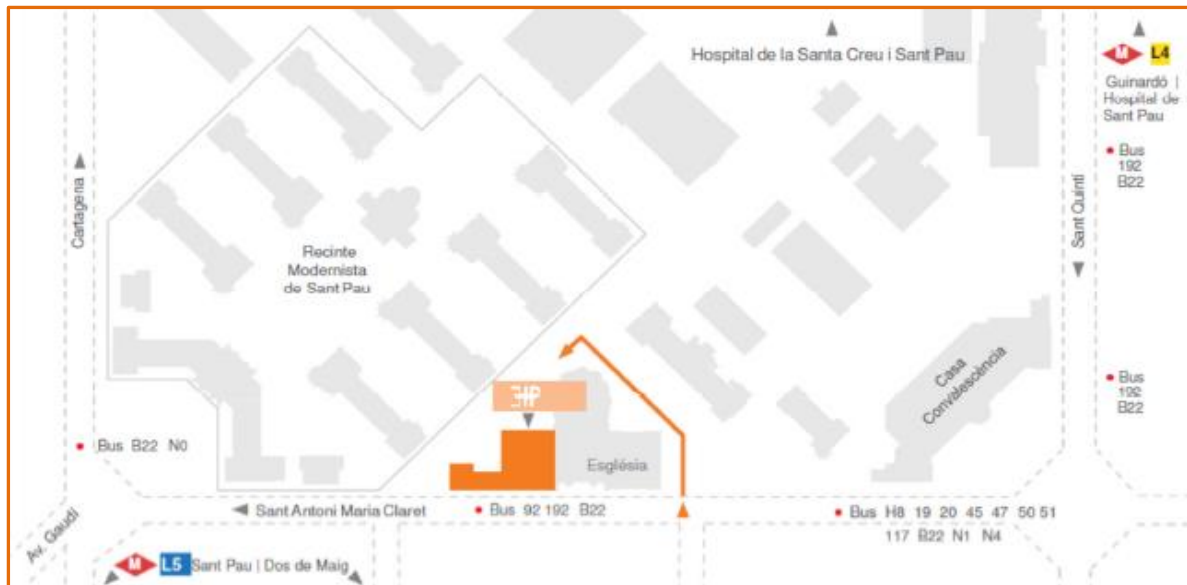 Hospital de la Santa Creu i Sant Pau
M L4
Guinardó |
Hospital de
Sant Pau
Bus
192
B22
Cartagena
Sant Quintí
Recinte
Modernista
de Sant Pau
Casa
Convalescència
Bus
192
B22
EHP
Bus B22 N0
Església
Sant Antoni Maria Claret
Bus 92 192 B22
Bus H8 19 20 45 47 50 51
117 B22 N1 N4
Av. Gaudí
M L5 Sant Pau | Dos de Maig